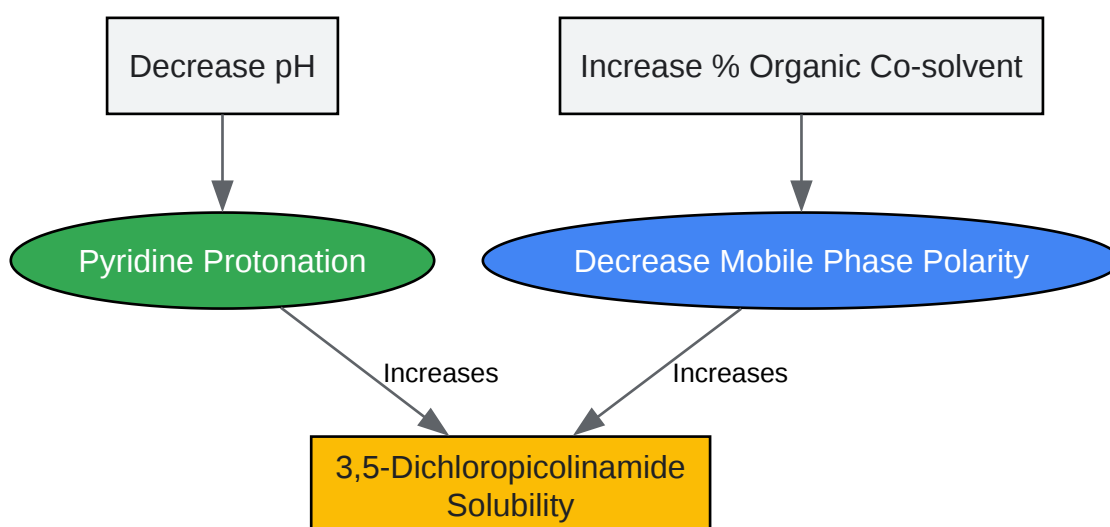 Decrease pH
Increase % Organic Co-solvent
Pyridine Protonation
Decrease Mobile Phase Polarity
Increases
Increases
3,5-Dichloropicolinamide
Solubility